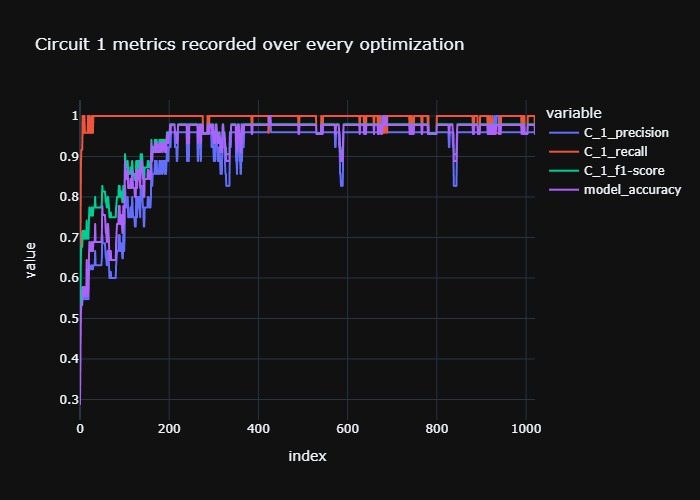 Circuit 1 metrics recorded over every optimization
variable
C_1_precision
C_1_recall
C_1_f1-score
model_accuracy
1
0.9
0.8
0.7
0.6
0.5
0.4
0.3
value
0 200 400 600 800 1000
index